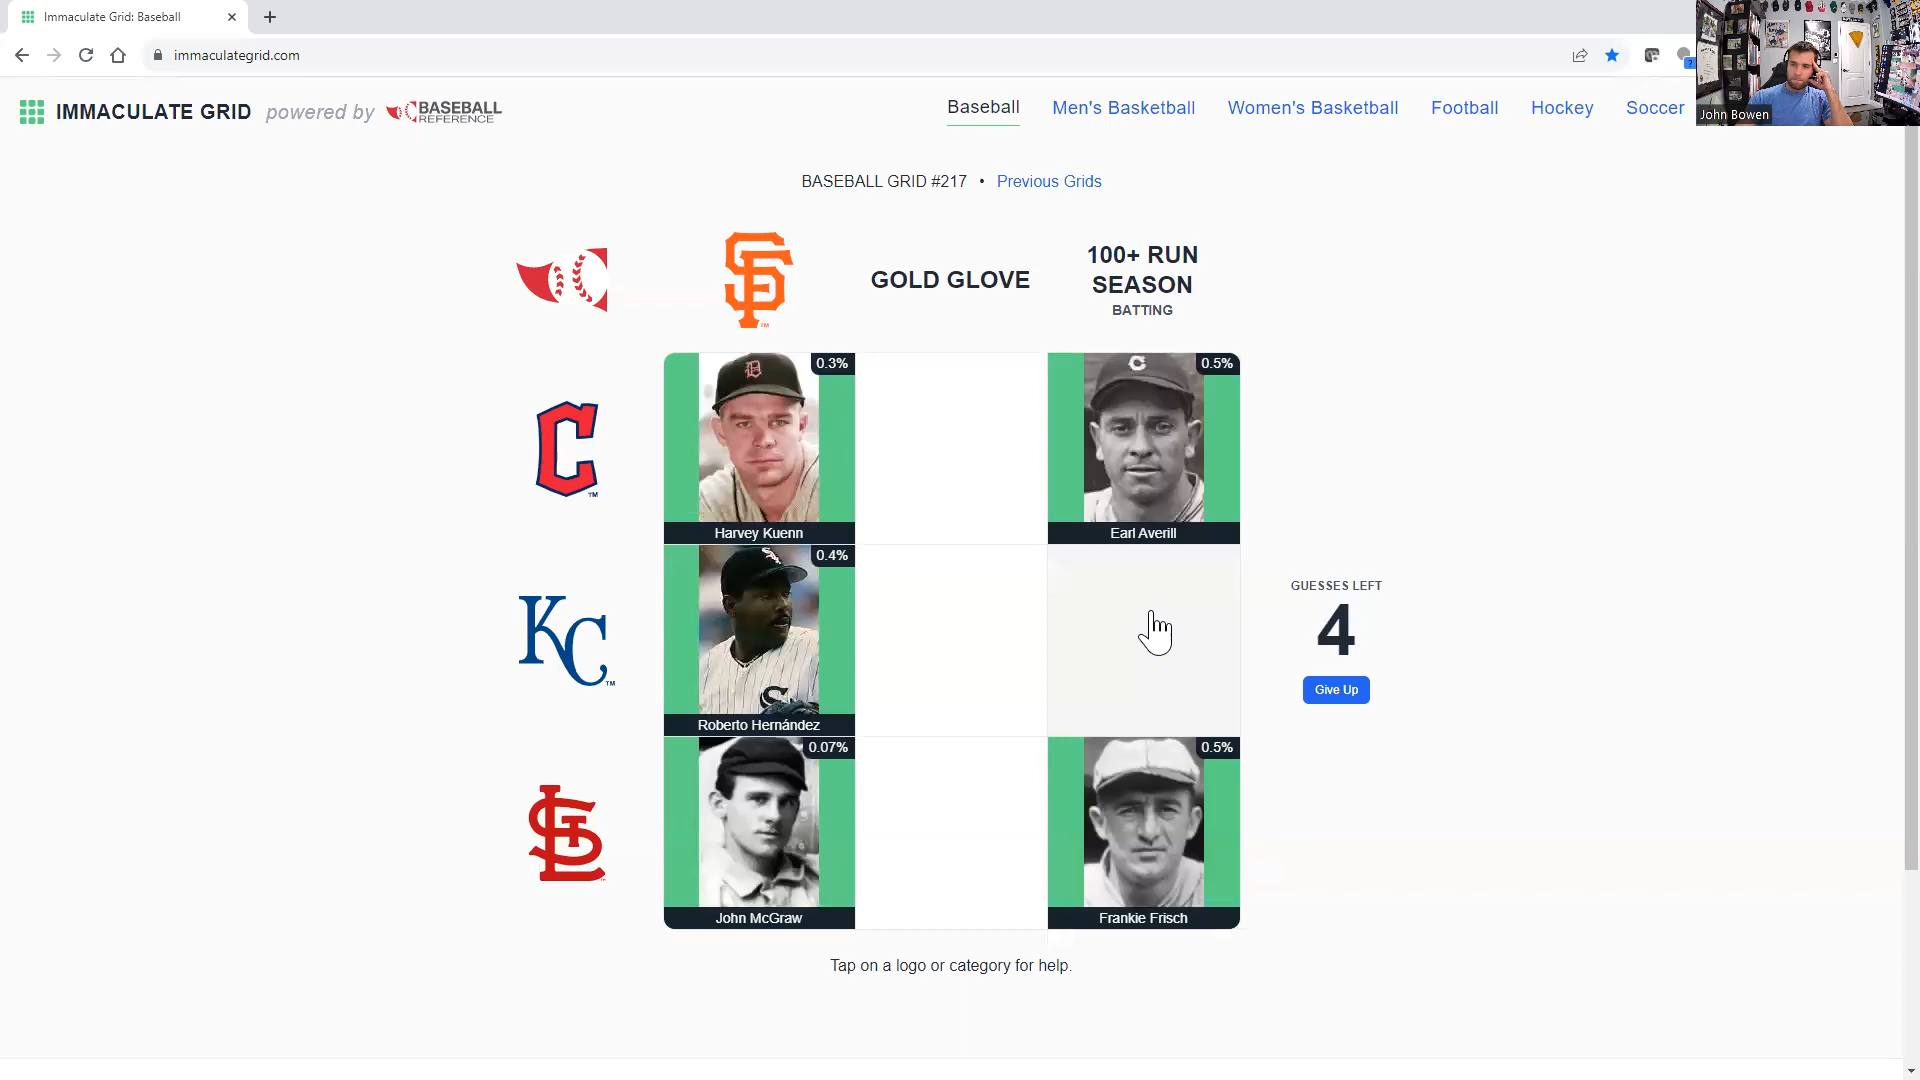 Immaculate Grid: Baseball
immaculategrid.com
John Bowen
IMMACULATE GRID powered by BASEBALL REFERENCE
Baseball Men's Basketball Women's Basketball Football Hockey Soccer
BASEBALL GRID #217 • Previous Grids
SF
GOLD GLOVE
100+ RUN
SEASON
BATTING
C
0.3%
Harvey Kuenn
0.5%
Earl Averill
KC
0.4%
Roberto Hernández
GUESSES LEFT
4
Give Up
STL
0.07%
John McGraw
0.5%
Frankie Frisch
Tap on a logo or category for help.